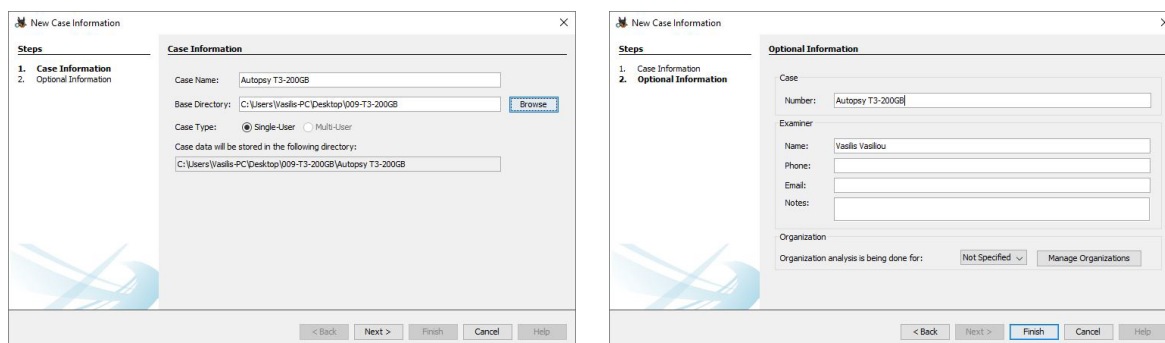 New Case Information
Steps
1. Case Information
2. Optional Information
Case Information
Case Name: Autopsy T3-200GB
Base Directory: C:\Users\Vasilis-PC\Desktop\009-T3-200GB Browse
Case Type: Single-User Multi-User
Case data will be stored in the following directory:
C:\Users\Vasilis-PC\Desktop\009-T3-200GB\Autopsy T3-200GB
< Back Next > Finish Cancel Help
New Case Information
Steps
1. Case Information
2. Optional Information
Optional Information
Case
Number: Autopsy T3-200GB
Examiner
Name: Vasilis Vasiliou
Phone:
Email:
Notes:
Organization
Organization analysis is being done for: Not Specified Manage Organizations
< Back Next > Finish Cancel Help